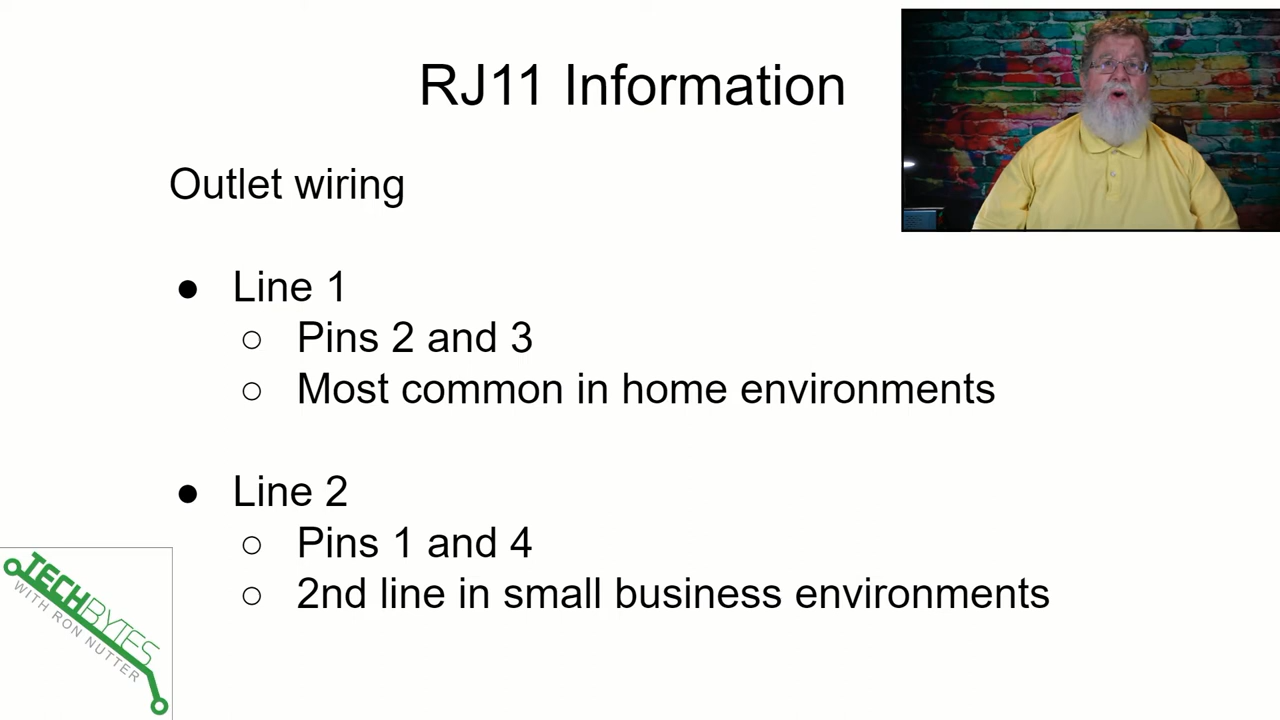 RJ11 Information
Outlet wiring
● Line 1
○ Pins 2 and 3
○ Most common in home environments
● Line 2
○ Pins 1 and 4
○ 2nd line in small business environments
TECHBYTES
WITH RON NUTTER